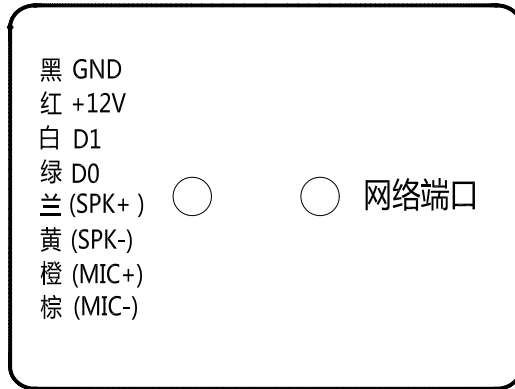 黑 GND
红 +12V
白 D1
绿 D0
兰 (SPK+ )
黄 (SPK-)
橙 (MIC+)
棕 (MIC-)
网络端口